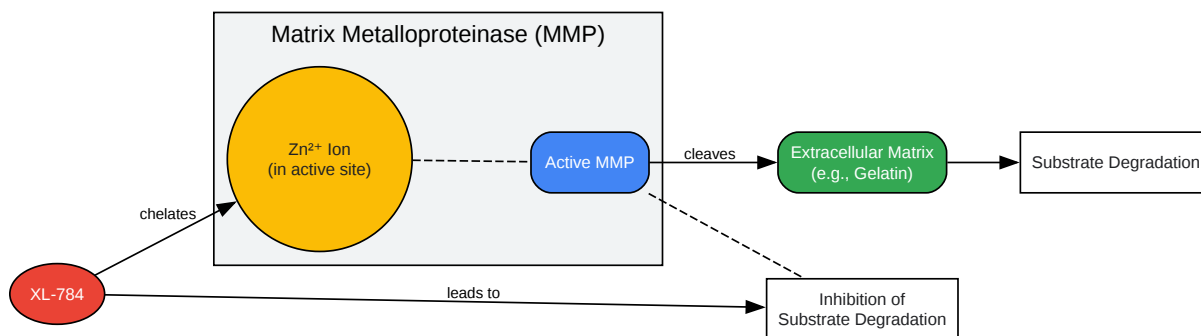 Matrix Metalloproteinase (MMP)
Zn²⁺ Ion
(in active site)
Active MMP
cleaves
Extracellular Matrix
(e.g., Gelatin)
Substrate Degradation
chelates
XL-784
leads to
Inhibition of
Substrate Degradation